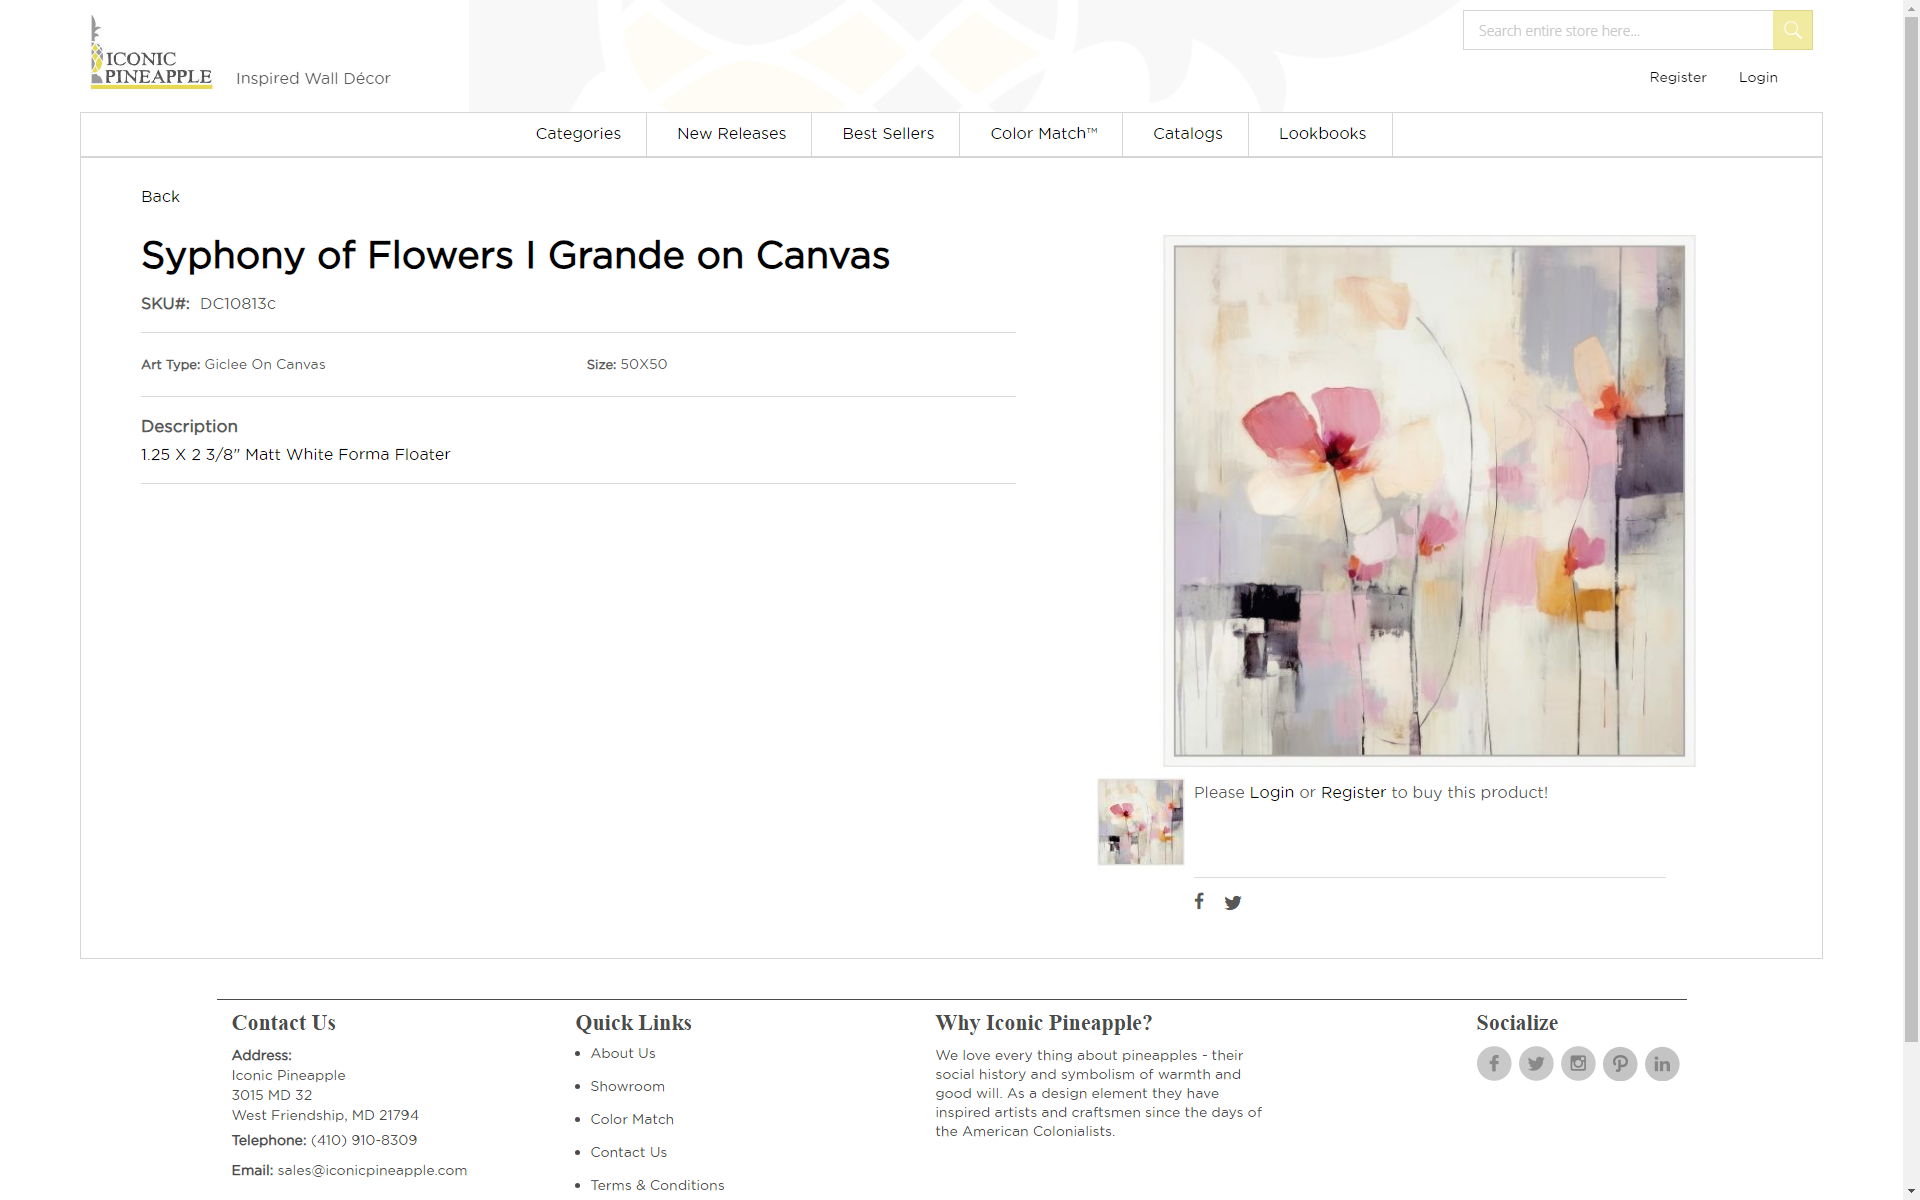 ICONIC
PINEAPPLE
Inspired Wall Décor
Search entire store here...
Register
Login
Categories
New Releases
Best Sellers
Color Match™
Catalogs
Lookbooks
Back
Syphony of Flowers I Grande on Canvas
SKU#: DC10813c
Art Type: Giclee On Canvas
Size: 50X50
Description
1.25 X 2 3/8" Matt White Forma Floater
Please Login or Register to buy this product!
Contact Us
Address:
Iconic Pineapple
3015 MD 32
West Friendship, MD 21794
Telephone: (410) 910-8309
Email: sales@iconicpineapple.com
Quick Links
About Us
Showroom
Color Match
Contact Us
Terms & Conditions
Why Iconic Pineapple?
We love every thing about pineapples - their
social history and symbolism of warmth and
good will. As a design element they have
inspired artists and craftsmen since the days of
the American Colonialists.
Socialize